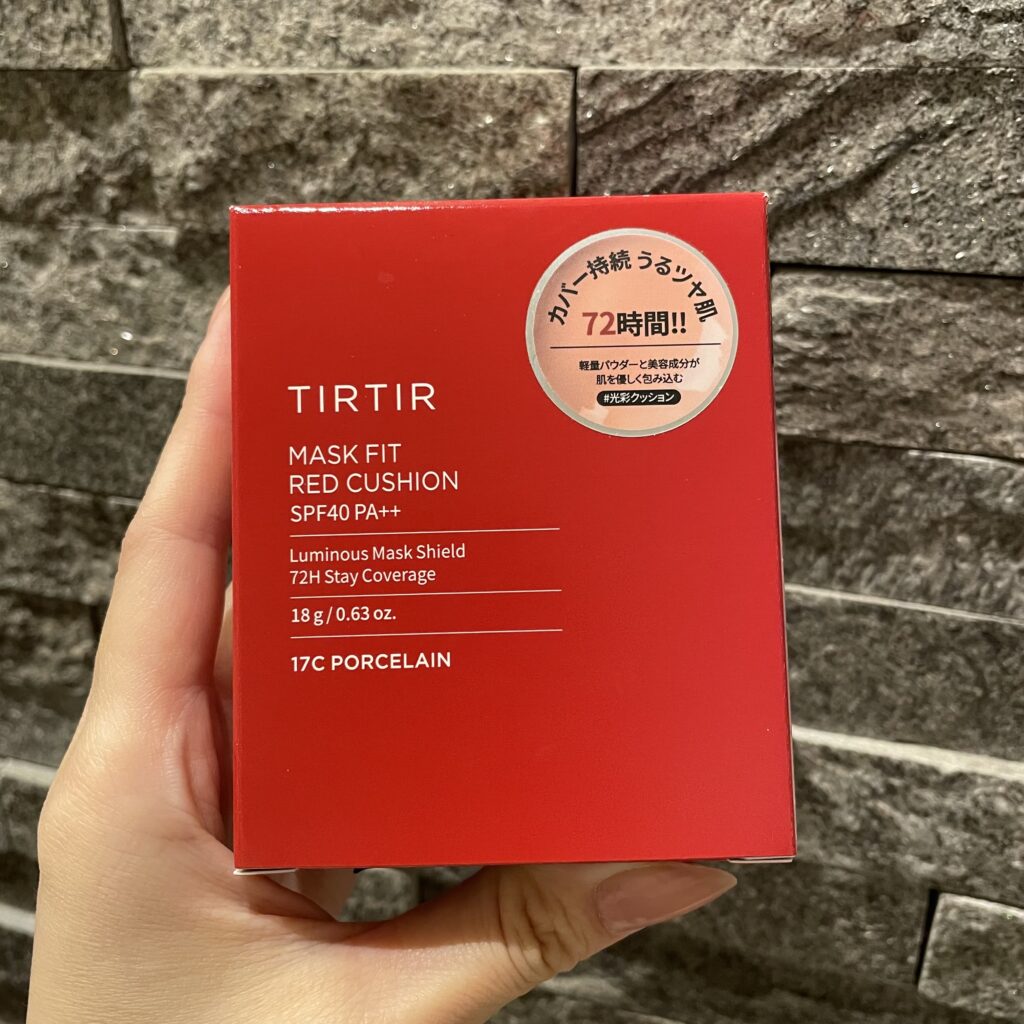 カバー持続 うるツヤ肌
72時間!!
軽量パウダーと美容成分が
肌を優しく包み込む
#光彩クッション
TIRTIR
MASK FIT
RED CUSHION
SPF40 PA++
Luminous Mask Shield
72H Stay Coverage
18 g / 0.63 oz.
17C PORCELAIN